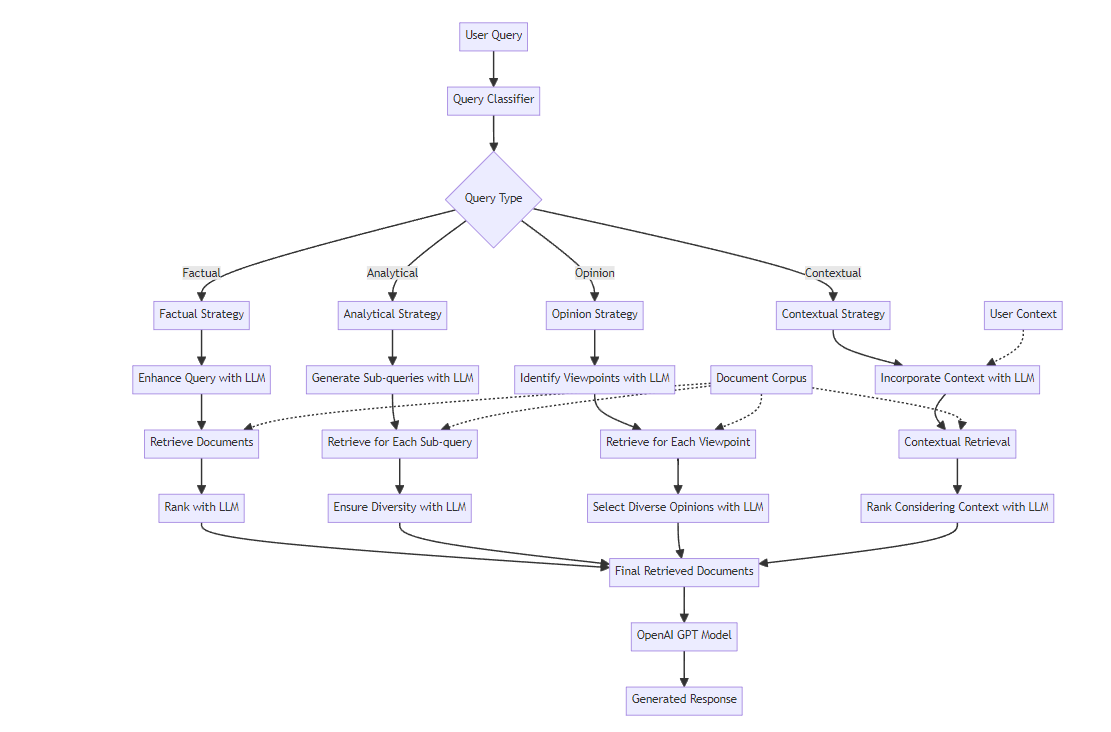 User Query
Query Classifier
Query Type
Factual
Analytical
Opinion
Contextual
Factual Strategy
Analytical Strategy
Opinion Strategy
Contextual Strategy
User Context
Enhance Query with LLM
Generate Sub-queries with LLM
Identify Viewpoints with LLM
Document Corpus
Incorporate Context with LLM
Retrieve Documents
Retrieve for Each Sub-query
Retrieve for Each Viewpoint
Contextual Retrieval
Rank with LLM
Ensure Diversity with LLM
Select Diverse Opinions with LLM
Rank Considering Context with LLM
Final Retrieved Documents
OpenAI GPT Model
Generated Response